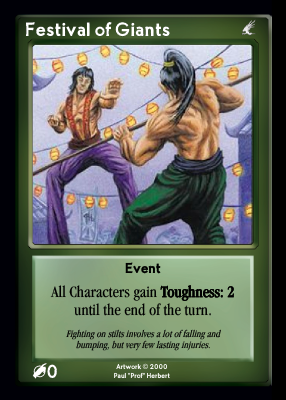 Festival of Giants
Event
All Characters gain Toughness: 2
until the end of the turn.
Fighting on stilts involves a lot of falling and
bumping, but very few lasting injuries.
0
Artwork © 2000
Paul "Prof" Herbert